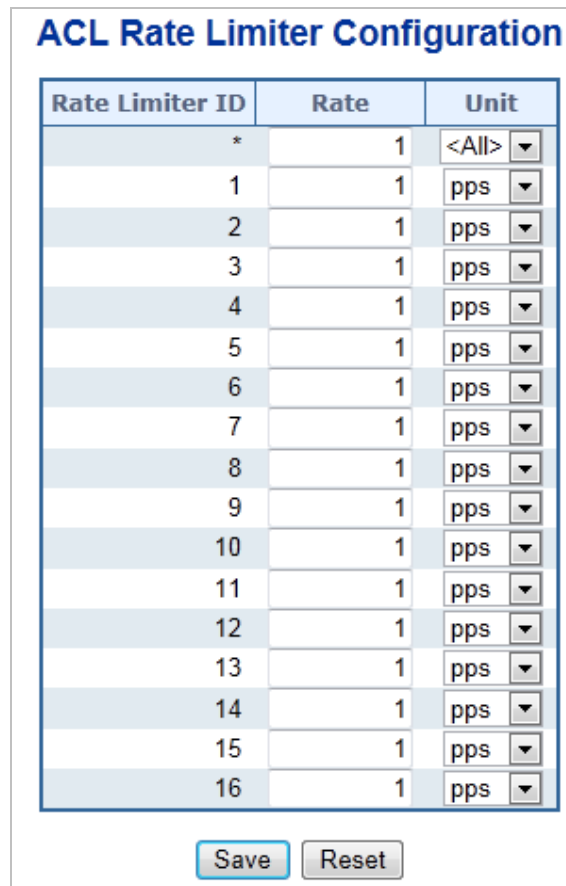 ACL Rate Limiter Configuration
Rate Limiter ID Rate Unit
* 1 <All>
1 1 pps
2 1 pps
3 1 pps
4 1 pps
5 1 pps
6 1 pps
7 1 pps
8 1 pps
9 1 pps
10 1 pps
11 1 pps
12 1 pps
13 1 pps
14 1 pps
15 1 pps
16 1 pps
Save Reset